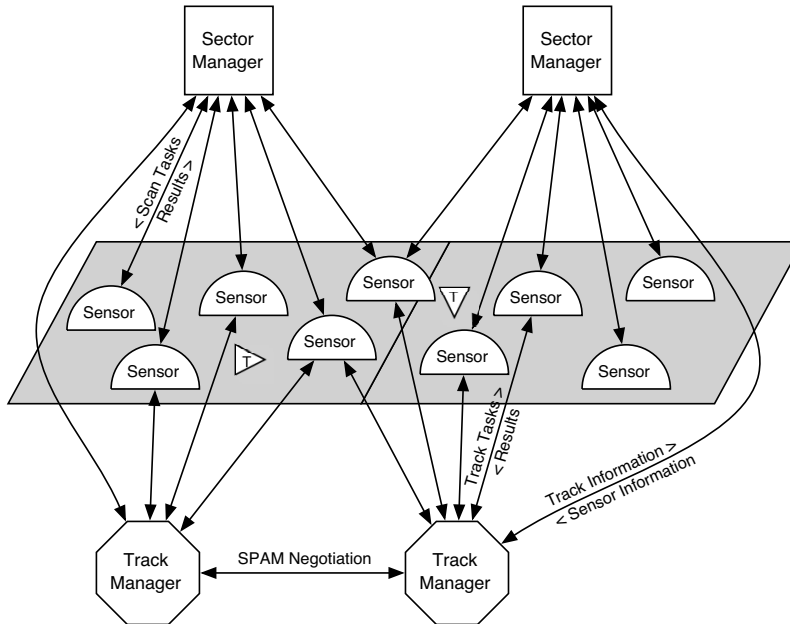 Sector
Manager
Sector
Manager
< Scan Tasks
Results >
Sensor
Sensor
Sensor
Sensor
Sensor
T
Sensor
Sensor
Sensor
Sensor
T
Track Tasks >
< Results
Track Information >
< Sensor Information
Track
Manager
SPAM Negotiation
Track
Manager